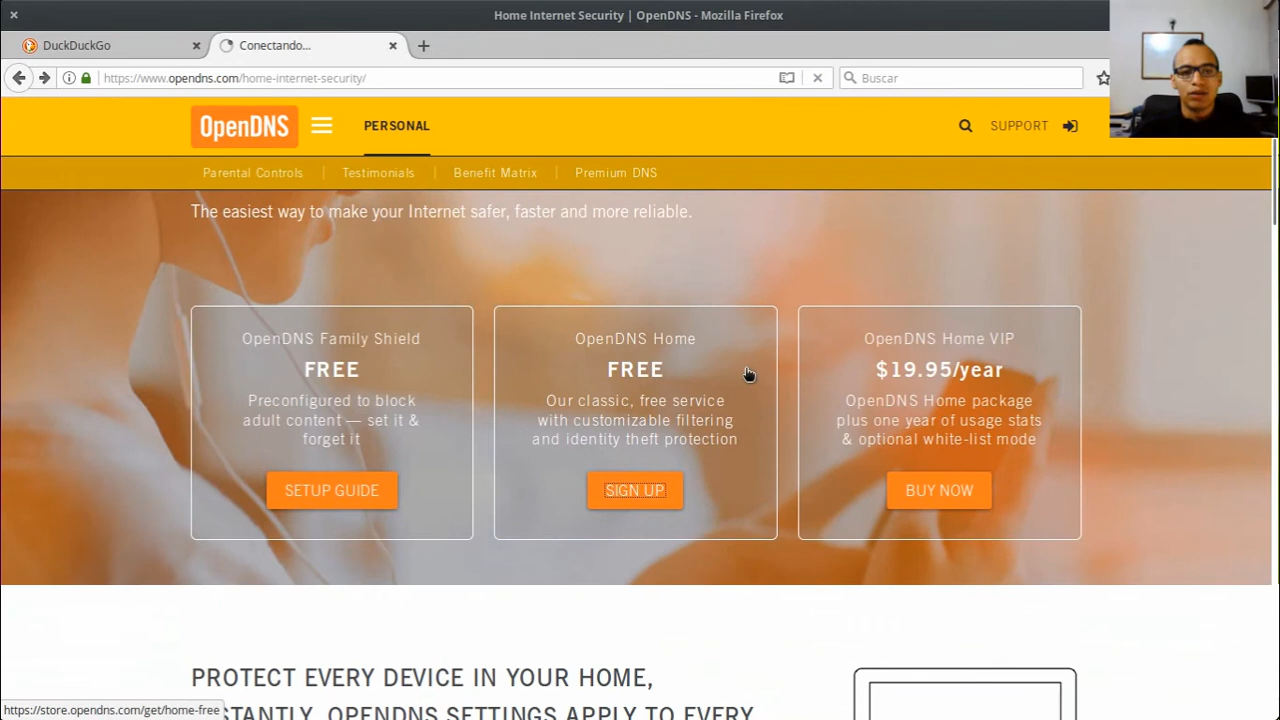 Home Internet Security | OpenDNS - Mozilla Firefox
DuckDuckGo
Conectando...
https://www.opendns.com/home-internet-security/
Buscar
OpenDNS
PERSONAL
SUPPORT
Parental Controls | Testimonials | Benefit Matrix | Premium DNS
The easiest way to make your Internet safer, faster and more reliable.
OpenDNS Family Shield
FREE
Preconfigured to block
adult content — set it &
forget it
SETUP GUIDE
OpenDNS Home
FREE
Our classic, free service
with customizable filtering
and identity theft protection
SIGN UP
OpenDNS Home VIP
$19.95/year
OpenDNS Home package
plus one year of usage stats
& optional white-list mode
BUY NOW
PROTECT EVERY DEVICE IN YOUR HOME,
STANTLY. OPENDNS SETTINGS APPLY TO EVERY
https://store.opendns.com/get/home-free